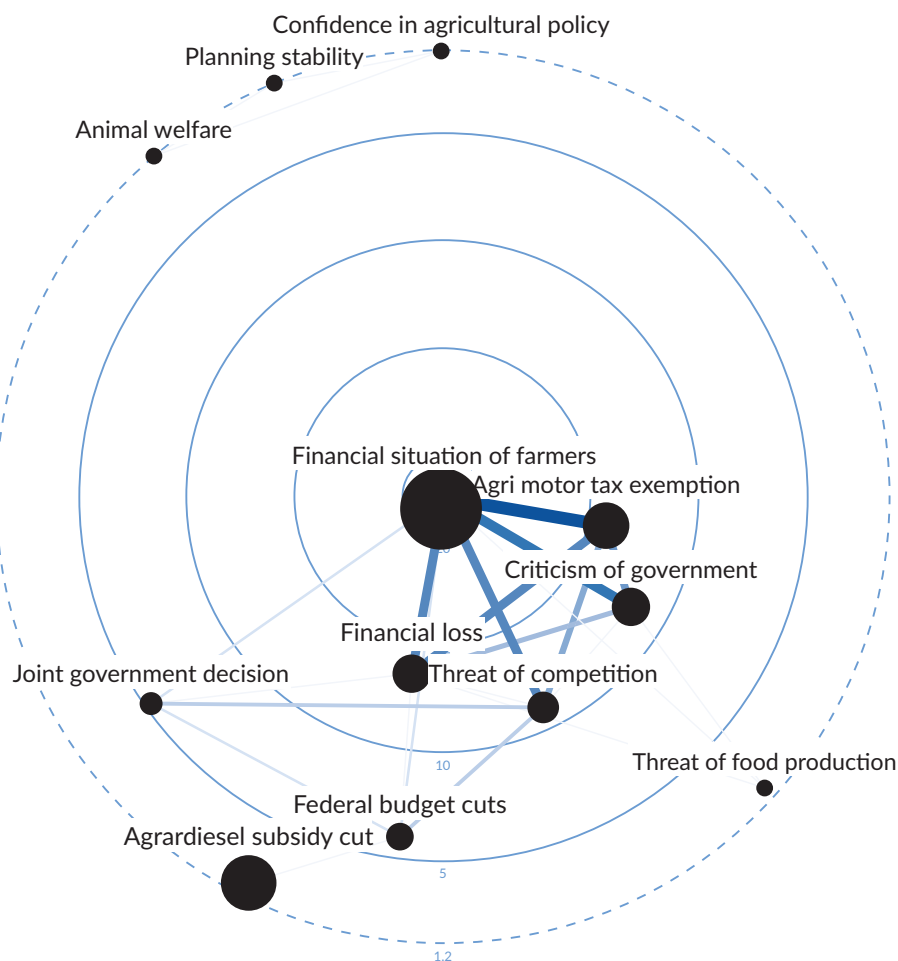 Confidence in agricultural policy
Planning stability
Animal welfare
Financial situation of farmers
Agri motor tax exemption
Criticism of government
Financial loss
Joint government decision
Threat of competition
10
Threat of food production
Federal budget cuts
Agrardiesel subsidy cut
5
1.2